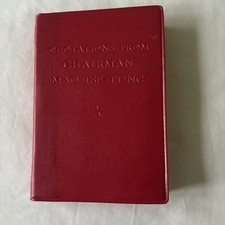 QUOTATIONS FROM
CHAIRMAN
MAO TSE-TUNG